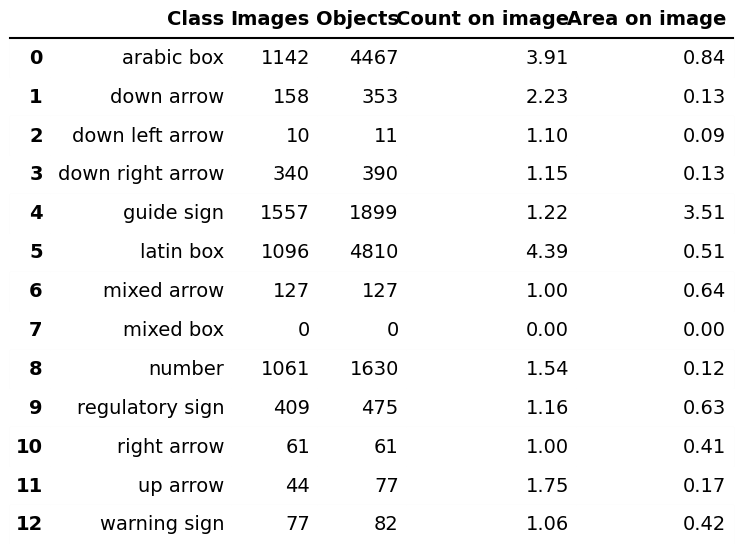 Class Images Objects Count on image Area on image
0 arabic box 1142 4467 3.91 0.84
1 down arrow 158 353 2.23 0.13
2 down left arrow 10 11 1.10 0.09
3 down right arrow 340 390 1.15 0.13
4 guide sign 1557 1899 1.22 3.51
5 latin box 1096 4810 4.39 0.51
6 mixed arrow 127 127 1.00 0.64
7 mixed box 0 0 0.00 0.00
8 number 1061 1630 1.54 0.12
9 regulatory sign 409 475 1.16 0.63
10 right arrow 61 61 1.00 0.41
11 up arrow 44 77 1.75 0.17
12 warning sign 77 82 1.06 0.42